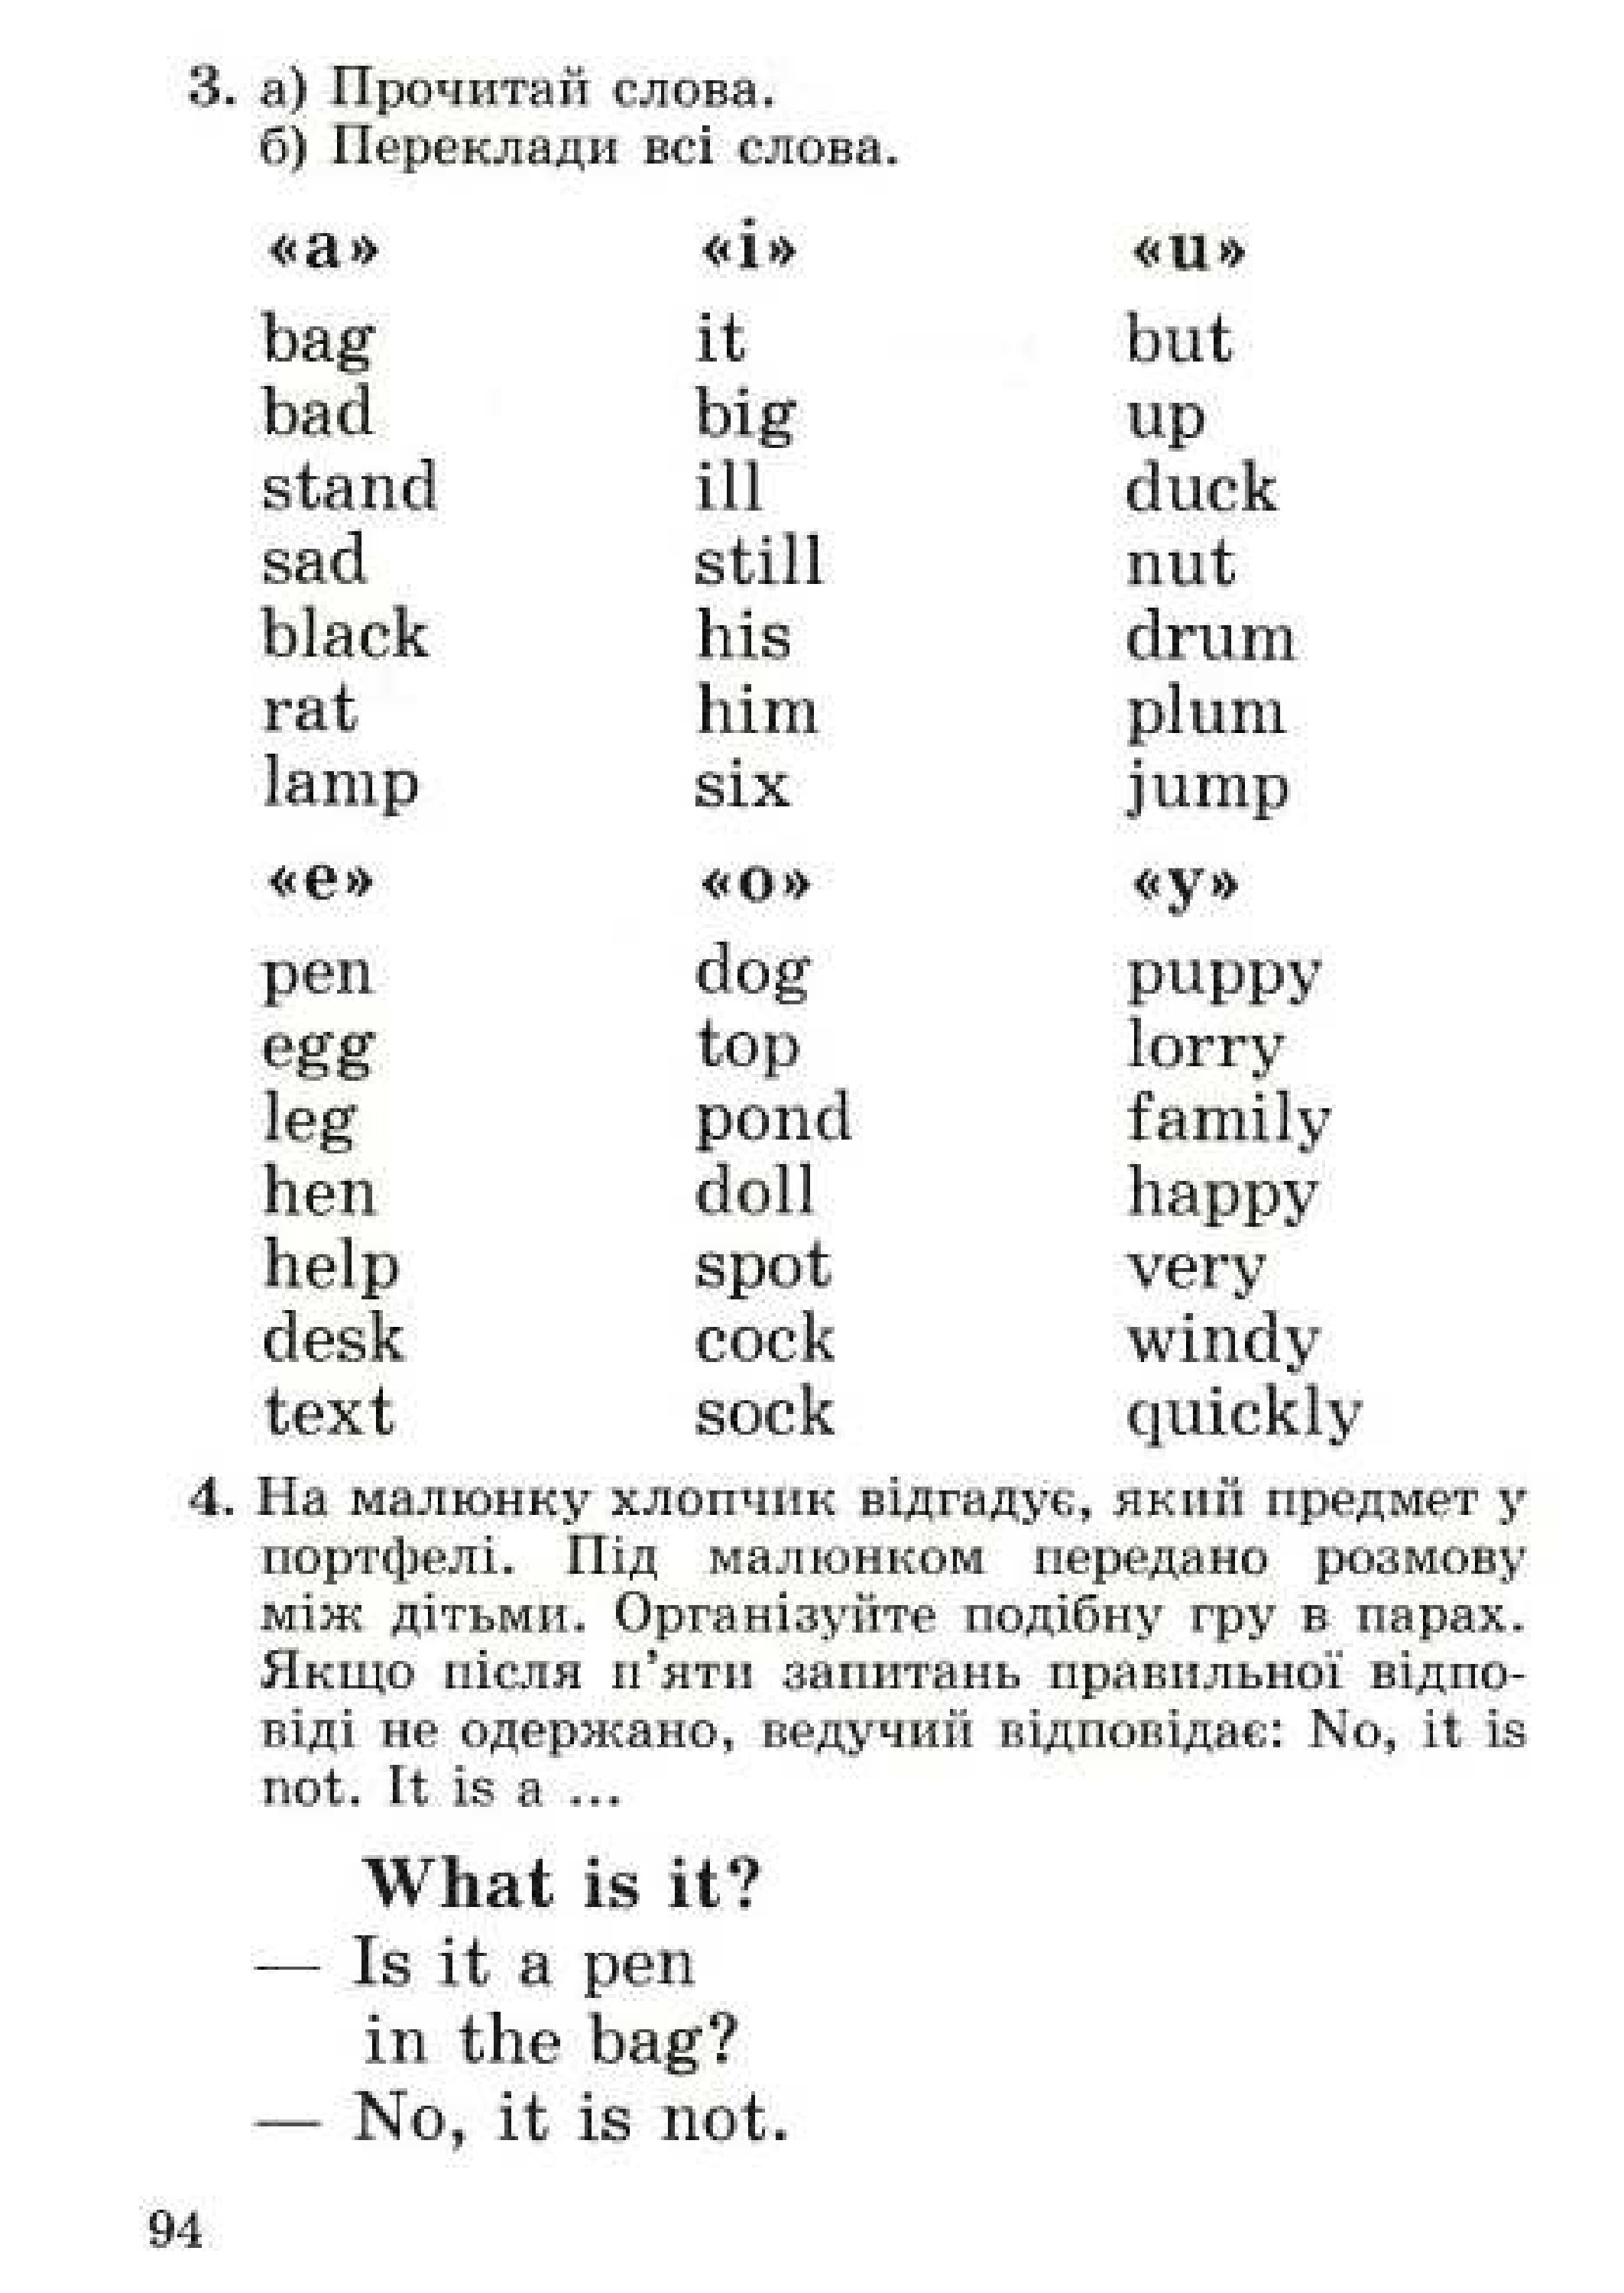 3. а) Прочитай слова.
б) Переклади всі слова.
«a» «i» «u»
bag it but
bad big up
stand ill duck
sad still nut
black his drum
rat him plum
lamp six jump
«e» «o» «y»
pen dog puppy
egg top lorry
leg pond family
hen doll happy
help spot very
desk cock windy
text sock quickly
4. На малюнку хлопчик відгадує, який предмет у
портфелі. Під малюнком передано розмову
між дітьми. Організуйте подібну гру в парах.
Якщо після п’яти запитань правильної відпо-
віді не одержано, ведучий відповідає: No, it is
not. It is a ...
What is it?
— Is it a pen
in the bag?
— No, it is not.
94